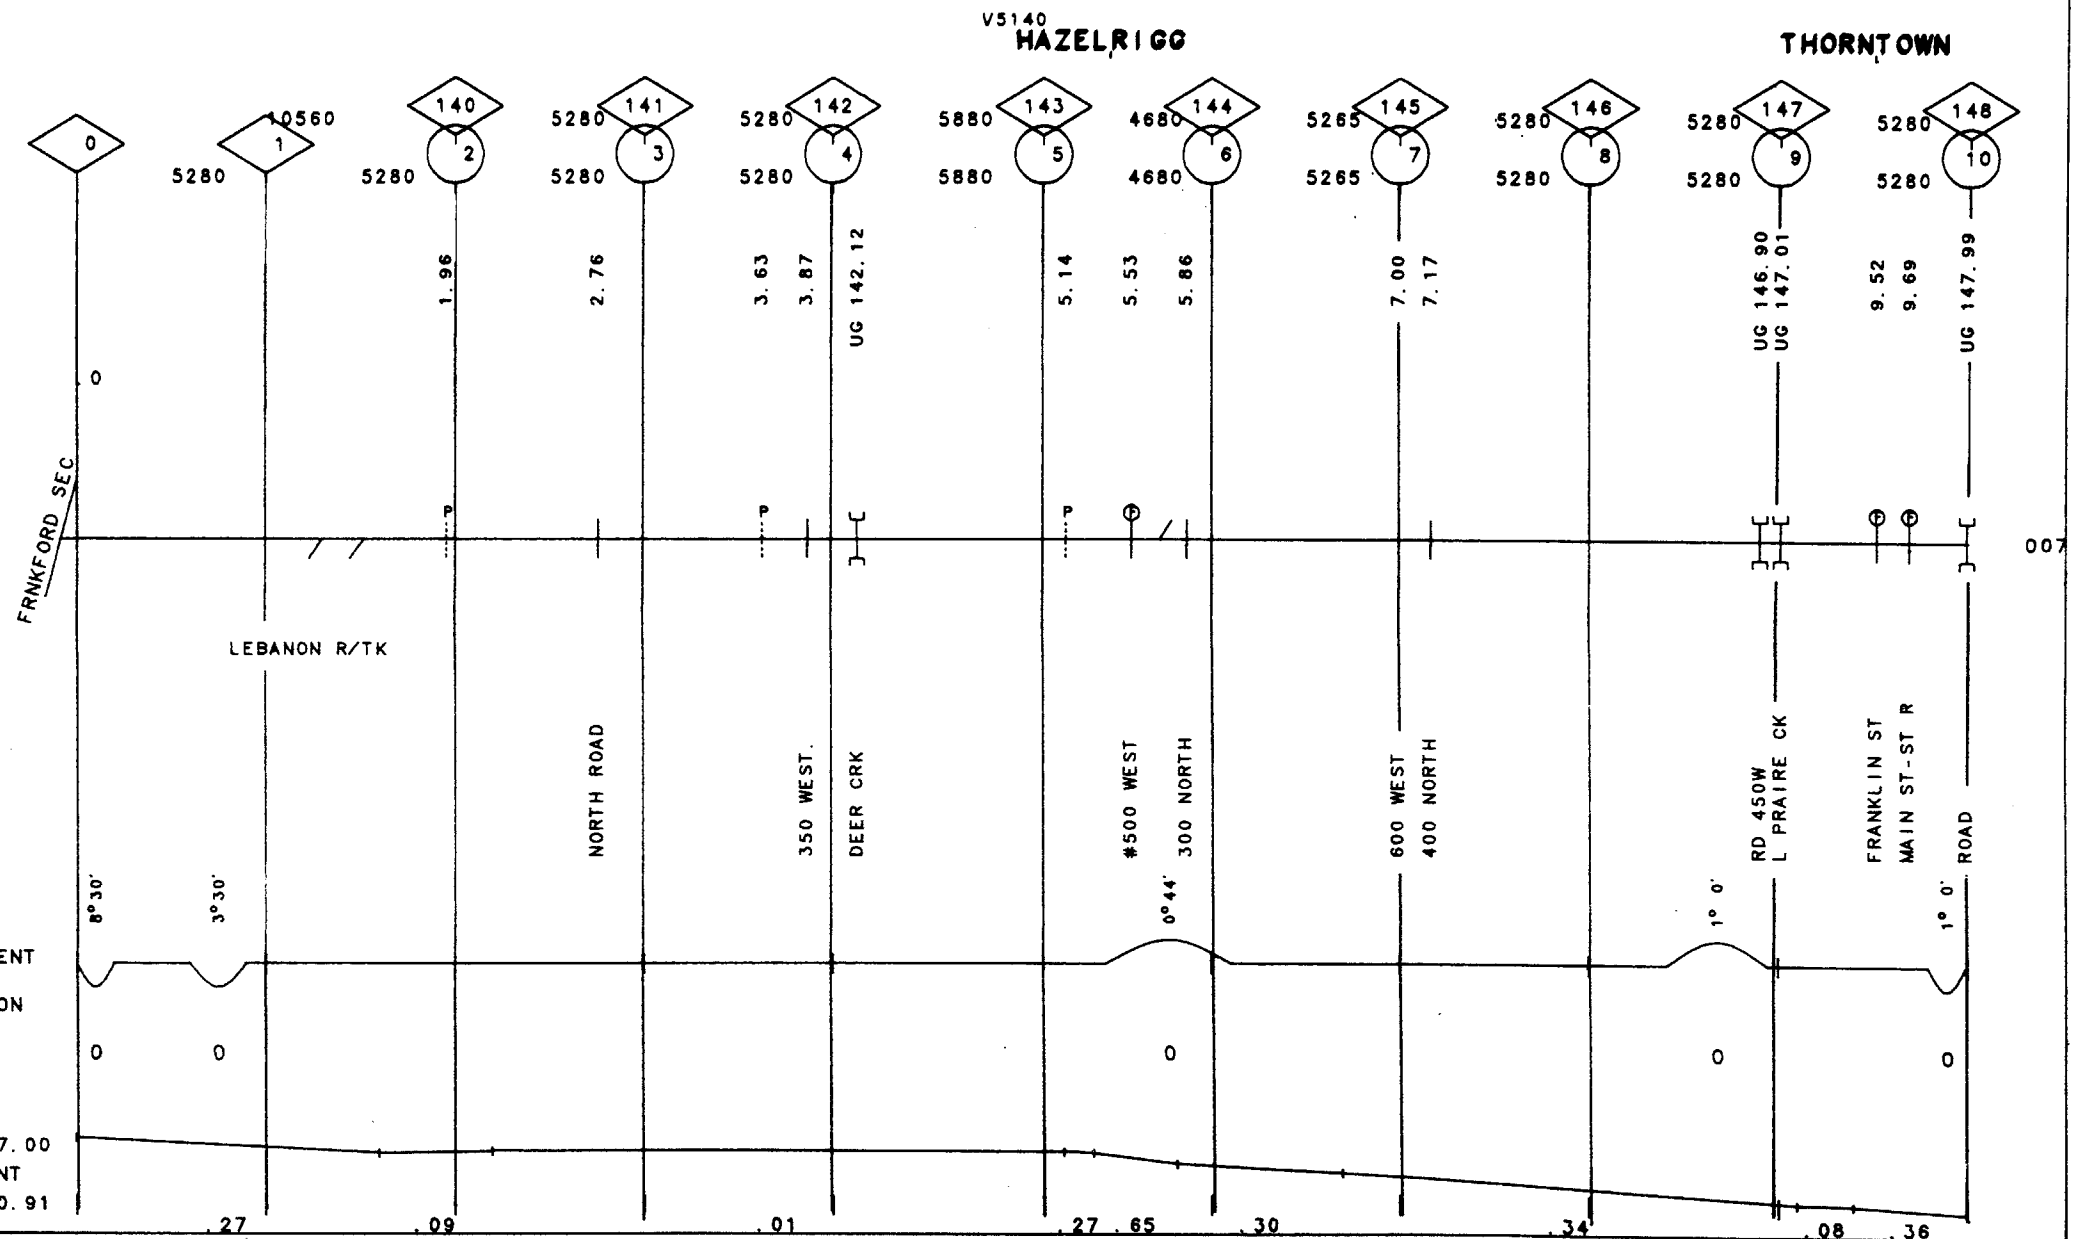 V5140
HAZELRIGG
THORNTOWN
140 141 142 143 144 145 146 147 148
10560 5280 5280 5880 4680 5265 5280 5280 5280
0 1 2 3 4 5 6 7 8 9 10
5280 5280 5280 5280 5880 4680 5265 5280 5280 5280
1.96
2.76
3.63
3.87
UG 142.12
5.14
5.53
5.86
7.00
7.17
UG 146.90
UG 147.01
9.52
9.69
UG 147.99
0
FRNKFORD SEC
P P P F F F
007
LEBANON R/TK
NORTH ROAD
350 WEST.
DEER CRK
#500 WEST
300 NORTH
600 WEST
400 NORTH
RD 450W
L PRAIRE CK
FRANKLIN ST
MAIN ST-ST R
ROAD
8°30'
3°30'
0°44'
1° 0'
1° 0'
ENT
ON
0 0 0 0 0
7.00
NT
0.91
.27 .09 .01 .27 .65 .30 .34 .08 .36